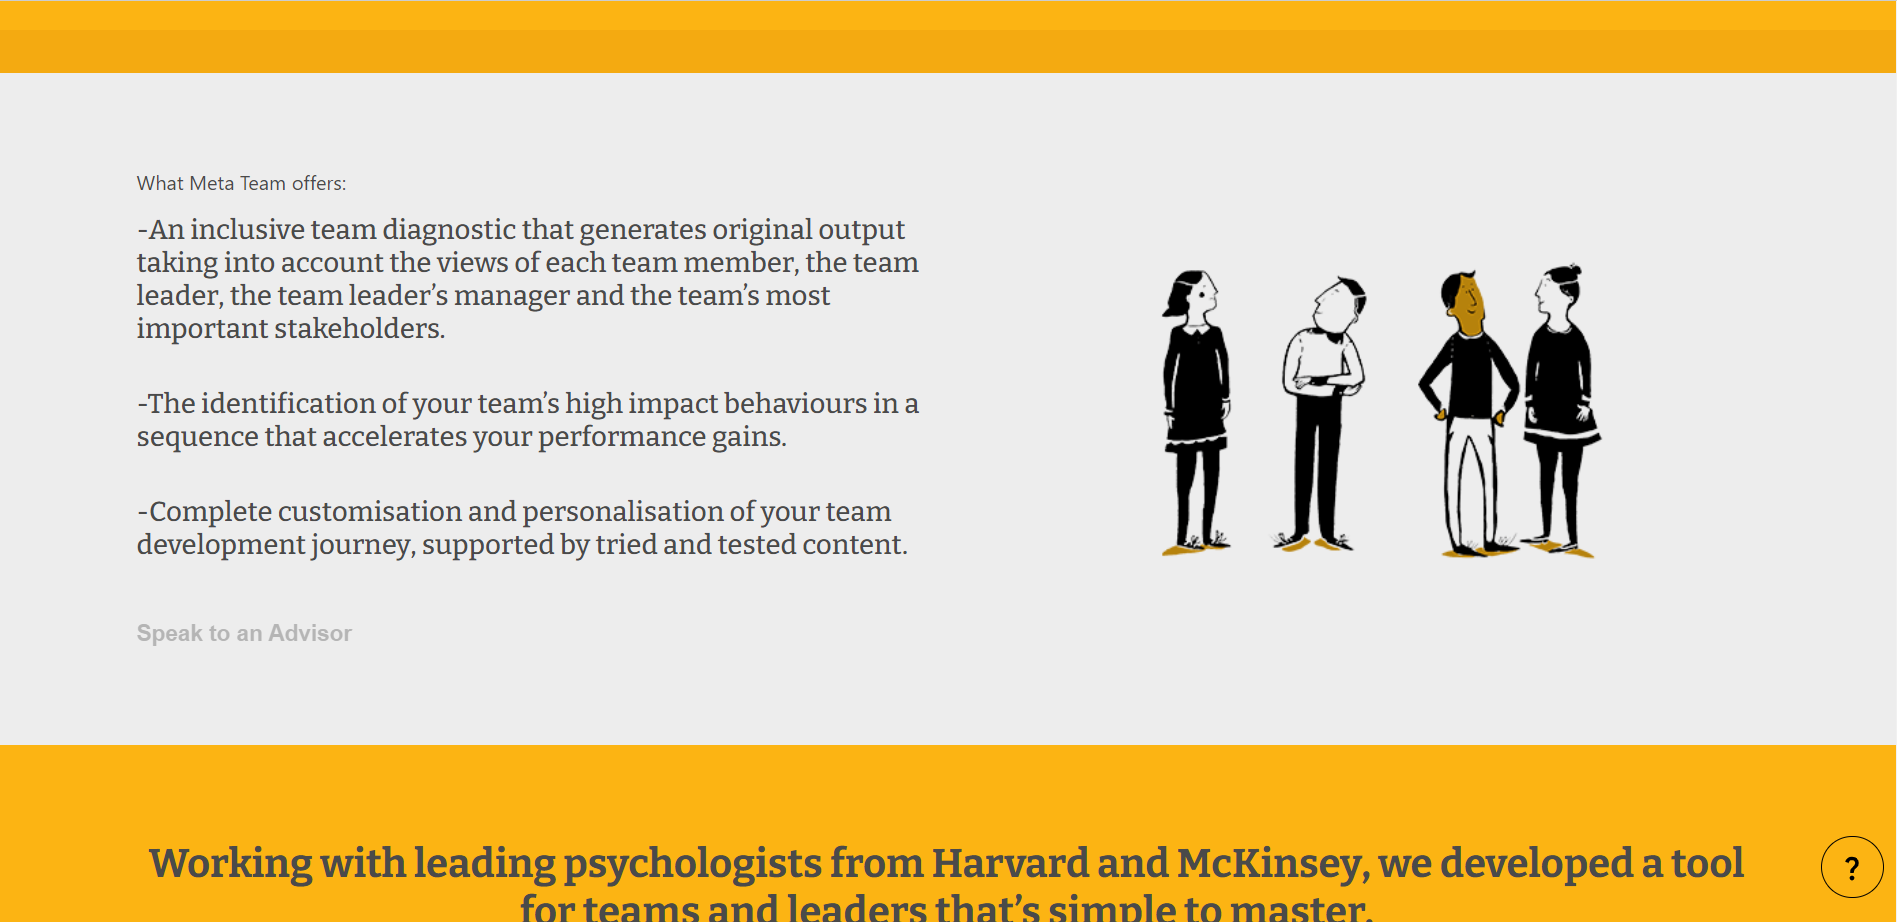 What Meta Team offers:
-An inclusive team diagnostic that generates original output
taking into account the views of each team member, the team
leader, the team leader’s manager and the team’s most
important stakeholders.
-The identification of your team’s high impact behaviours in a
sequence that accelerates your performance gains.
-Complete customisation and personalisation of your team
development journey, supported by tried and tested content.
Speak to an Advisor
Working with leading psychologists from Harvard and McKinsey, we developed a tool
for teams and leaders that’s simple to master.
?